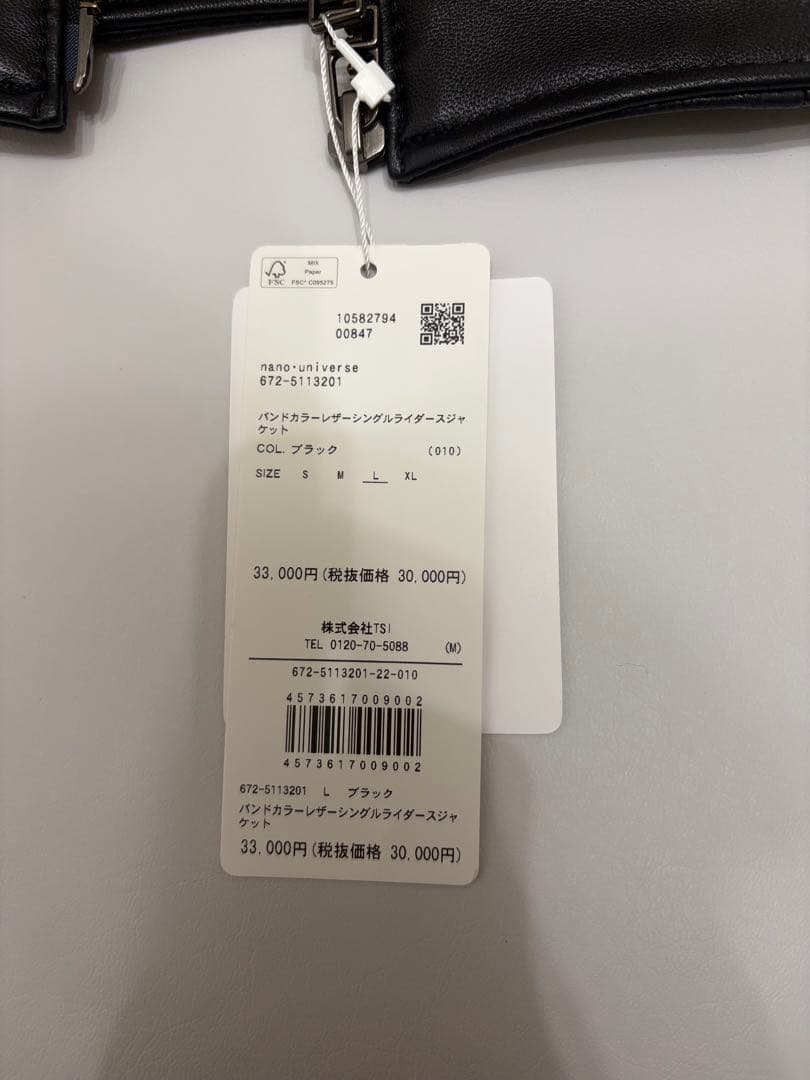 MIX
Paper
FSC® C095275
FSC
10582794
00847
nano・universe
672-5113201
バンドカラーレザーシングルライダースジャ
ケット
COL. ブラック (010)
SIZE S M L XL
33,000円(税抜価格 30,000円)
株式会社TSI
TEL 0120-70-5088 (M)
672-5113201-22-010
4573617009002
4573617009002
672-5113201 L ブラック
バンドカラーレザーシングルライダースジャ
ケット
33,000円(税抜価格 30,000円)